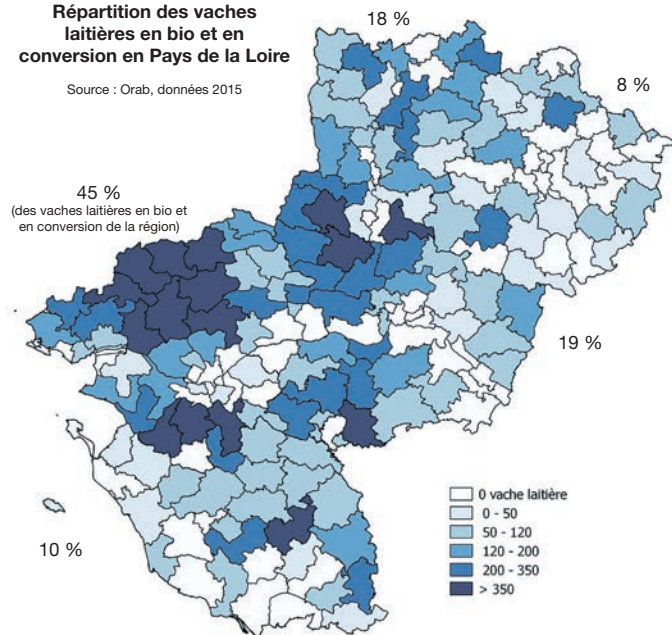 Répartition des vaches
laitières en bio et en
conversion en Pays de la Loire
Source : Orab, données 2015
18 %
8 %
45 %
(des vaches laitières en bio et
en conversion de la région)
19 %
10 %
0 vache laitière
0 - 50
50 - 120
120 - 200
200 - 350
> 350